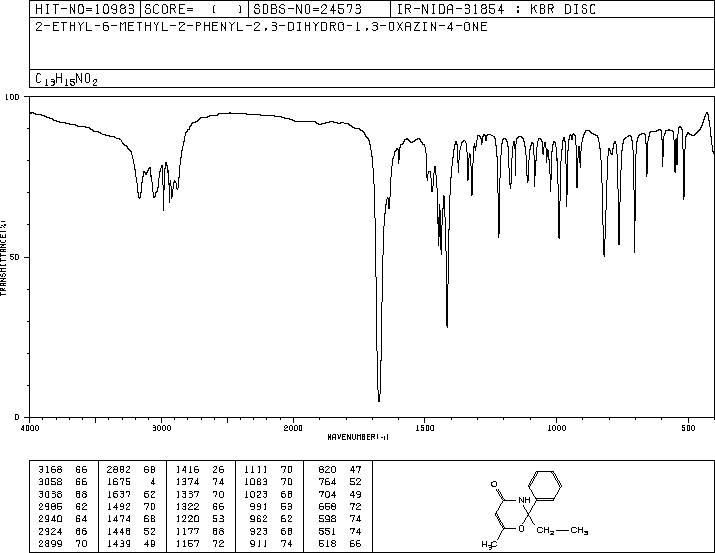 HIT-NO=10983 SCORE= ( ) SDBS-NO=24573 IR-NIDA-31854 : KBR DISC
2-ETHYL-6-METHYL-2-PHENYL-2,3-DIHYDRO-1,3-OXAZIN-4-ONE
C13H15NO2
100
50
0
TRANSMITTANCE(%)
4000 3000 2000 1500 1000 500
WAVENUMBER(-1)
3168 66 2882 68 1416 26 1111 70 820 47
3058 66 1675 4 1374 74 1083 70 764 52
3038 68 1637 62 1337 70 1023 68 704 49
2985 62 1492 70 1322 66 991 53 658 72
2940 64 1474 68 1220 53 962 62 598 74
2924 66 1448 52 1177 68 923 68 551 74
2899 70 1439 49 1157 72 911 74 518 66
O
NH
O CH2 CH3
H3C